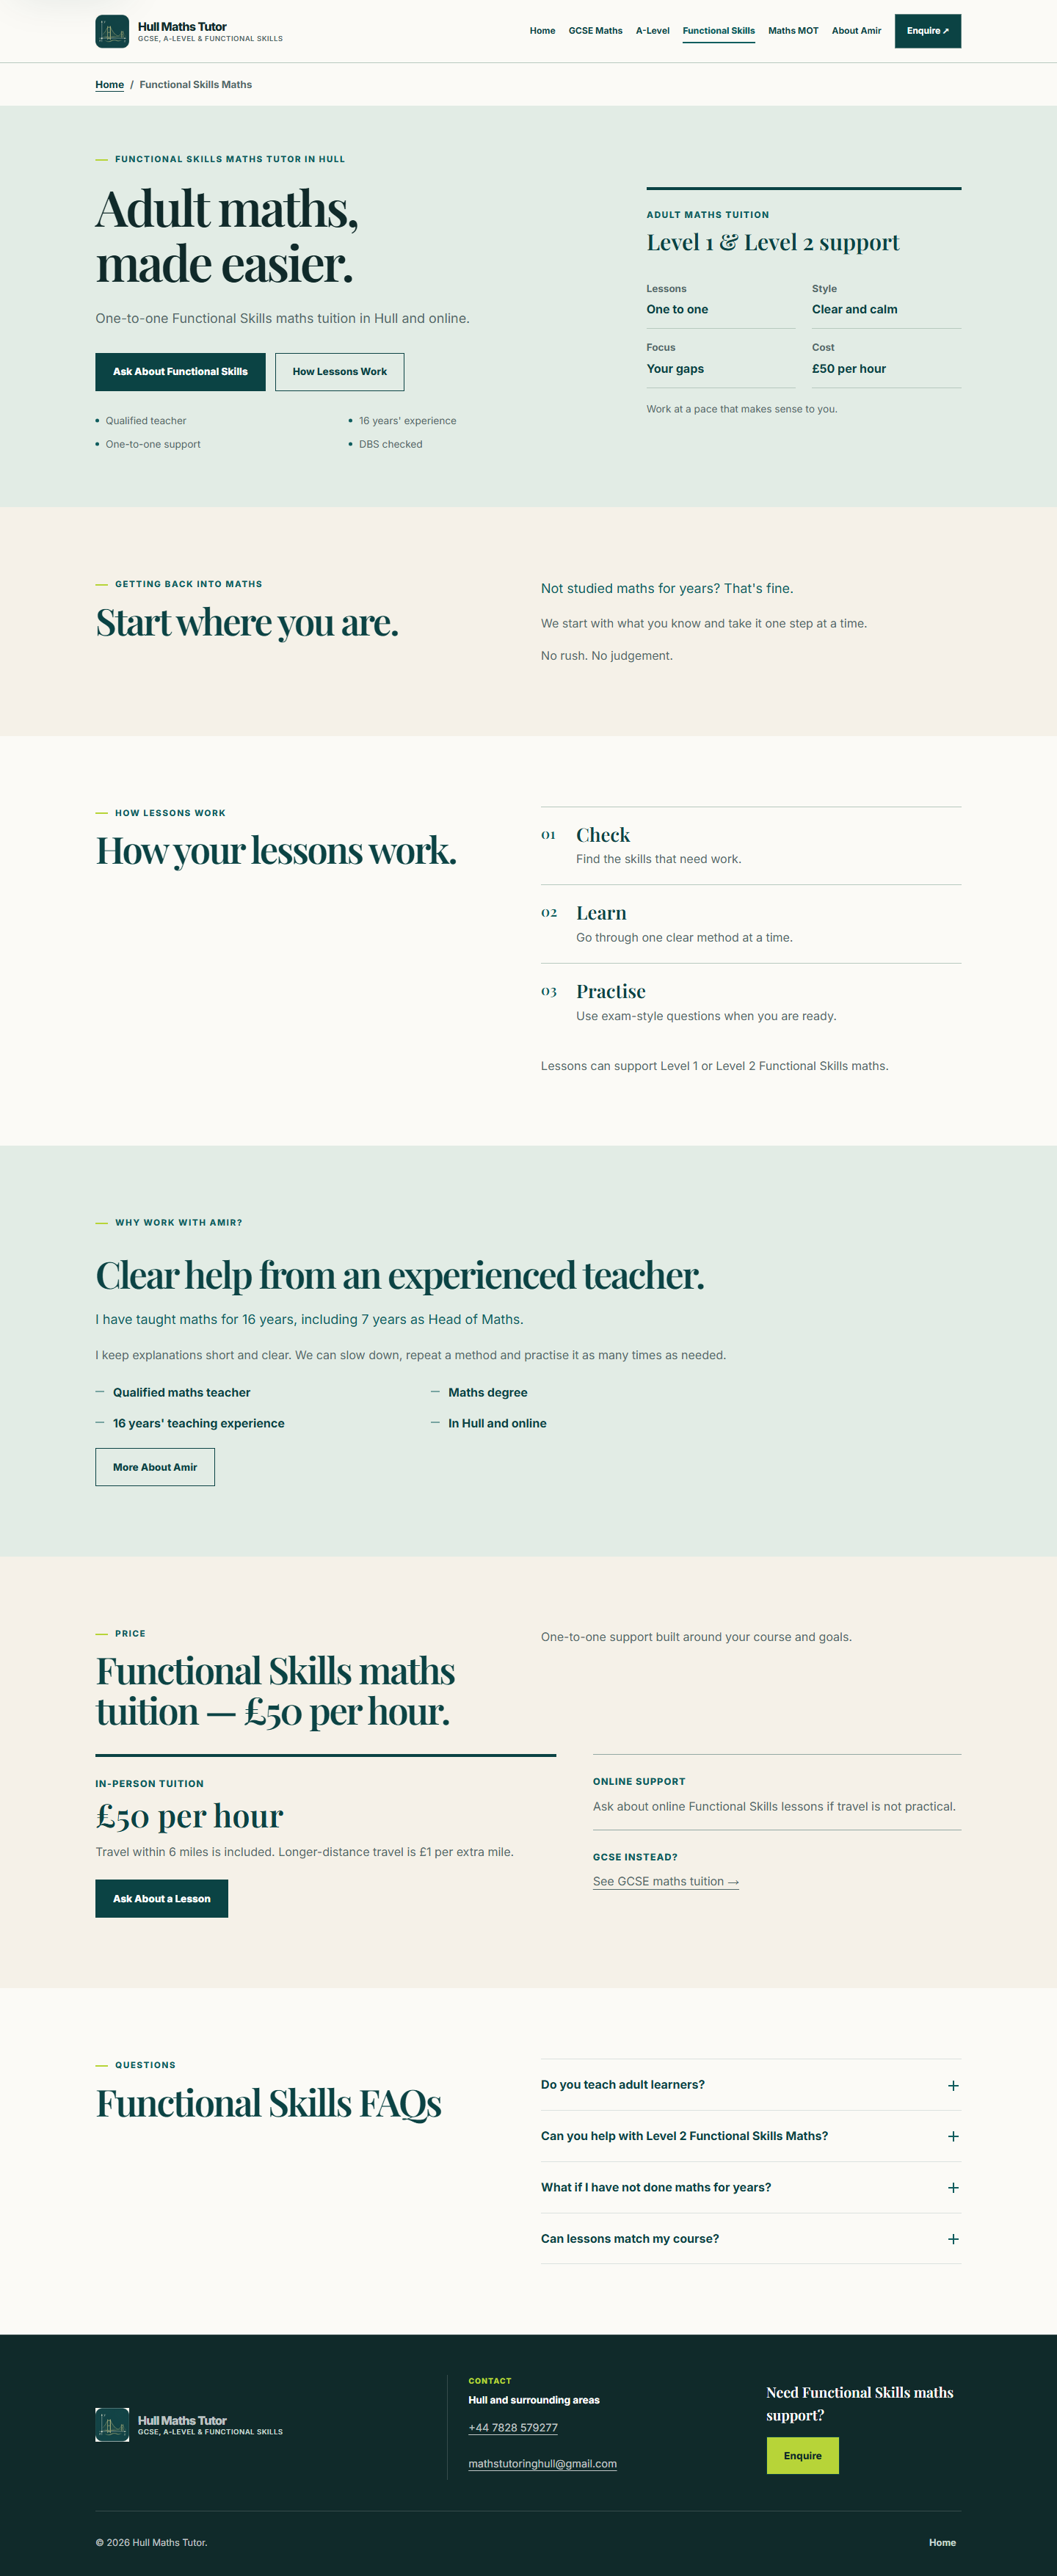 Hull Maths Tutor
GCSE, A-LEVEL & FUNCTIONAL SKILLS
Home
GCSE Maths
A-Level
Functional Skills
Maths MOT
About Amir
Enquire ↗
Home / Functional Skills Maths
FUNCTIONAL SKILLS MATHS TUTOR IN HULL
Adult maths,
made easier.
One-to-one Functional Skills maths tuition in Hull and online.
Ask About Functional Skills
How Lessons Work
Qualified teacher
16 years' experience
One-to-one support
DBS checked
ADULT MATHS TUITION
Level 1 & Level 2 support
Lessons
One to one
Style
Clear and calm
Focus
Your gaps
Cost
£50 per hour
Work at a pace that makes sense to you.
GETTING BACK INTO MATHS
Start where you are.
Not studied maths for years? That's fine.
We start with what you know and take it one step at a time.
No rush. No judgement.
HOW LESSONS WORK
How your lessons work.
01 Check
Find the skills that need work.
02 Learn
Go through one clear method at a time.
03 Practise
Use exam-style questions when you are ready.
Lessons can support Level 1 or Level 2 Functional Skills maths.
WHY WORK WITH AMIR?
Clear help from an experienced teacher.
I have taught maths for 16 years, including 7 years as Head of Maths.
I keep explanations short and clear. We can slow down, repeat a method and practise it as many times as needed.
Qualified maths teacher
Maths degree
16 years' teaching experience
In Hull and online
More About Amir
PRICE
Functional Skills maths
tuition — £50 per hour.
One-to-one support built around your course and goals.
IN-PERSON TUITION
£50 per hour
Travel within 6 miles is included. Longer-distance travel is £1 per extra mile.
Ask About a Lesson
ONLINE SUPPORT
Ask about online Functional Skills lessons if travel is not practical.
GCSE INSTEAD?
See GCSE maths tuition →
QUESTIONS
Functional Skills FAQs
Do you teach adult learners?
Can you help with Level 2 Functional Skills Maths?
What if I have not done maths for years?
Can lessons match my course?
Hull Maths Tutor
GCSE, A-LEVEL & FUNCTIONAL SKILLS
CONTACT
Hull and surrounding areas
+44 7828 579277
mathstutoringhull@gmail.com
Need Functional Skills maths
support?
Enquire
© 2026 Hull Maths Tutor.
Home